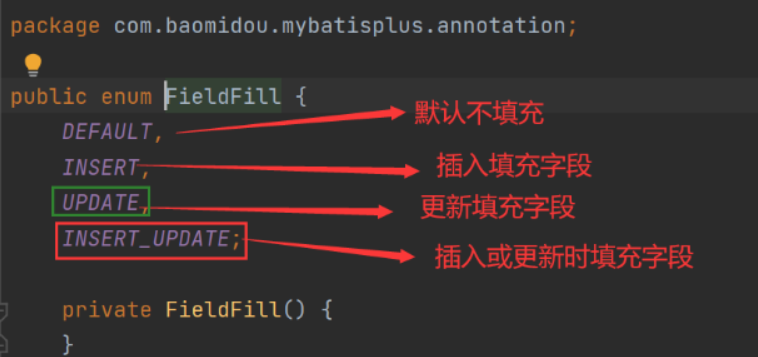 package com.baomidou.mybatisplus.annotation;
public enum FieldFill {
DEFAULT, 默认不填充
INSERT, 插入填充字段
UPDATE, 更新填充字段
INSERT_UPDATE; 插入或更新时填充字段
private FieldFill() {
}